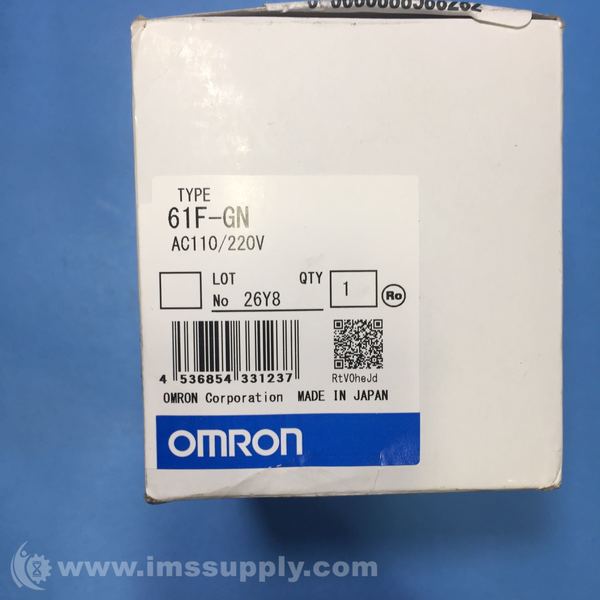 TYPE
61F-GN
AC110/220V
LOT QTY
No 26Y8 1 Ro
4 536854 331237
RtV0heJd
OMRON Corporation MADE IN JAPAN
OMRON
www.imssupply.com